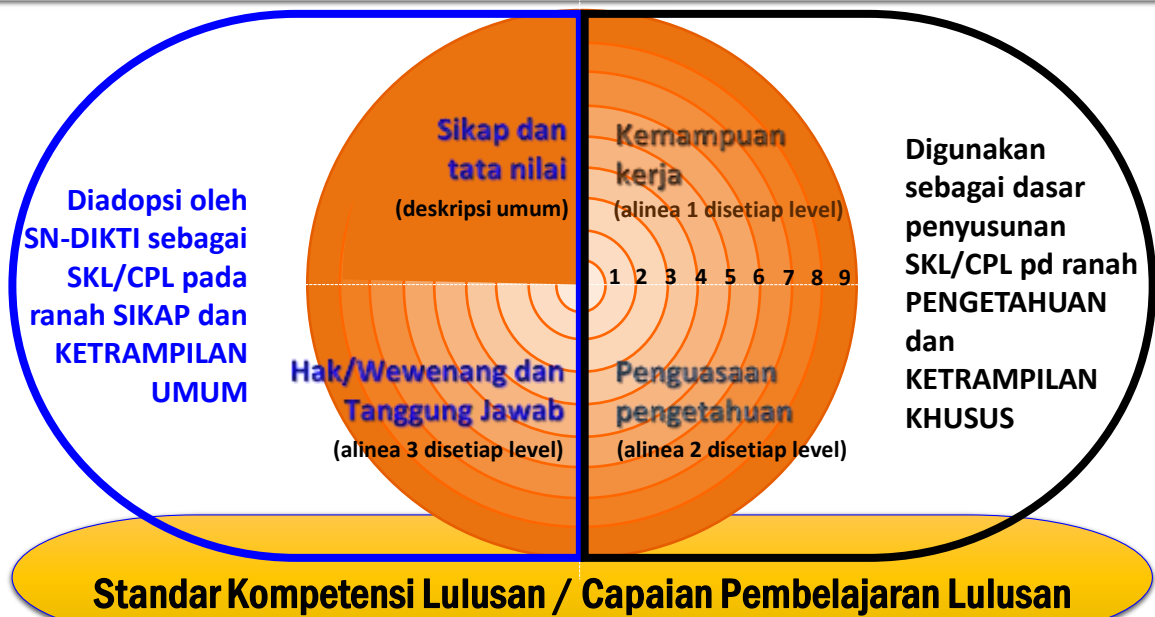 Diadopsi oleh
SN-DIKTI sebagai
SKL/CPL pada
ranah SIKAP dan
KETRAMPILAN
UMUM
Sikap dan
tata nilai
(deskripsi umum)
Kemampuan
kerja
(alinea 1 disetiap level)
1 2 3 4 5 6 7 8 9
Hak/Wewenang dan
Tanggung Jawab
(alinea 3 disetiap level)
Penguasaan
pengetahuan
(alinea 2 disetiap level)
Digunakan
sebagai dasar
penyusunan
SKL/CPL pd ranah
PENGETAHUAN
dan
KETRAMPILAN
KHUSUS
Standar Kompetensi Lulusan / Capaian Pembelajaran Lulusan